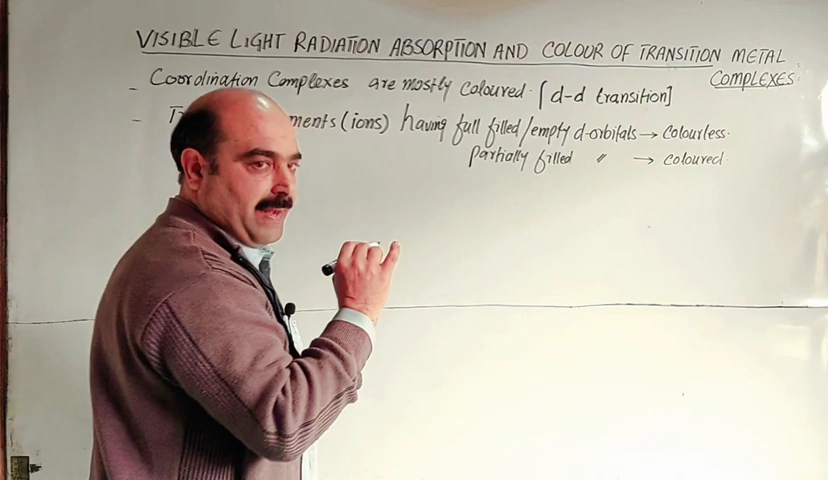 VISIBLE LIGHT RADIATION ABSORPTION AND COLOUR OF TRANSITION METAL
COMPLEXES:
- Coordination Complexes are mostly coloured. [d-d transition]
- ments (ions) having full filled/empty d-orbitals → colourless.
Partially filled 〃 → coloured.